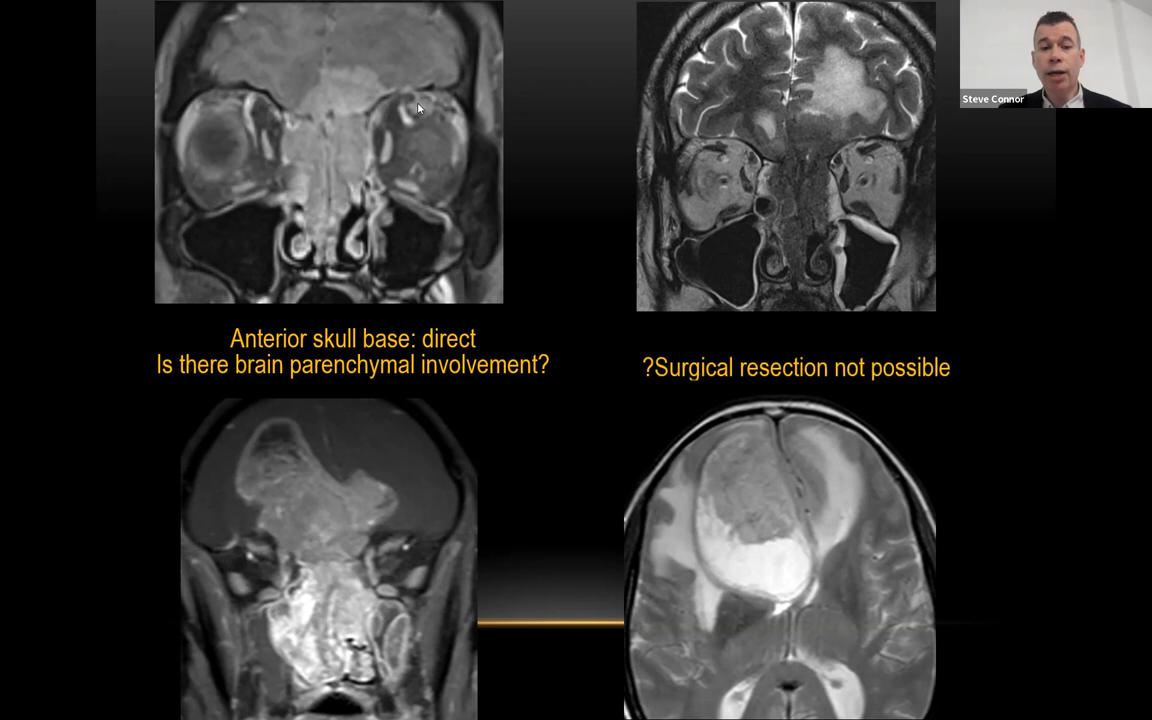 Steve Connor
Anterior skull base: direct
Is there brain parenchymal involvement?
?Surgical resection not possible